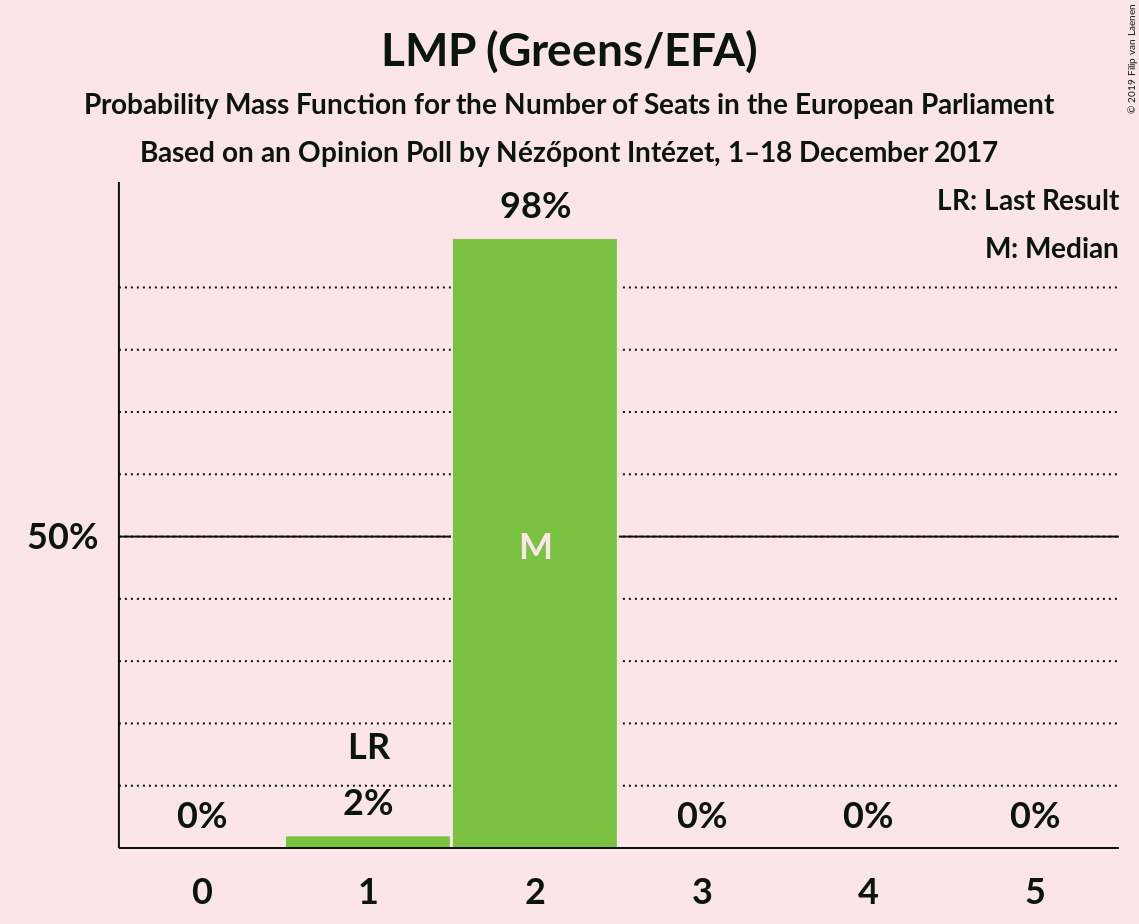 LMP (Greens/EFA)
Probability Mass Function for the Number of Seats in the European Parliament
Based on an Opinion Poll by Nézőpont Intézet, 1–18 December 2017
© 2019 Filip van Laenen
LR: Last Result
M: Median
98%
50%
M
LR
0%
2%
0%
0%
0%
0
1
2
3
4
5